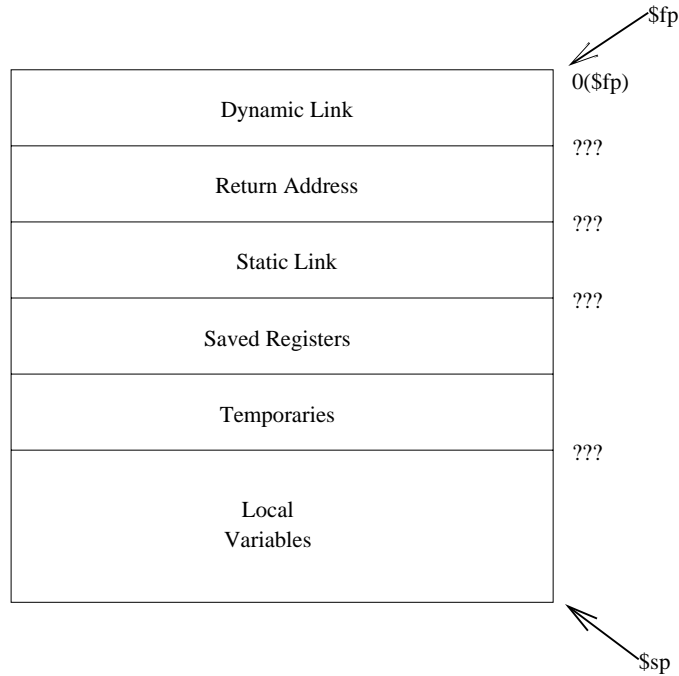 $fp
0($fp)
Dynamic Link
???
Return Address
???
Static Link
???
Saved Registers
Temporaries
???
Local
Variables
$sp